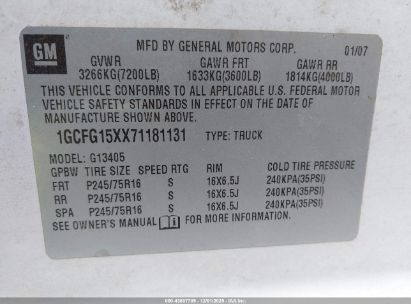 GM
MFD BY GENERAL MOTORS CORP. 01/07
GVWR GAWR FRT GAWR RR
3266KG(7200LB) 1633KG(3600LB) 1814KG(4000LB)
THIS VEHICLE CONFORMS TO ALL APPLICABLE U.S. FEDERAL MOTOR
VEHICLE SAFETY STANDARDS IN EFFECT ON THE DATE OF
MANUFACTURE SHOWN ABOVE.
1GCFG15XX71181131 TYPE: TRUCK
MODEL: G13405
GPBW TIRE SIZE SPEED RTG RIM COLD TIRE PRESSURE
FRT P245/75R16 S 16X6.5J 240KPA(35PSI)
RR P245/75R16 S 16X6.5J 240KPA(35PSI)
SPA P245/75R16 S 16X6.5J 240KPA(35PSI)
SEE OWNER'S MANUAL FOR MORE INFORMATION.